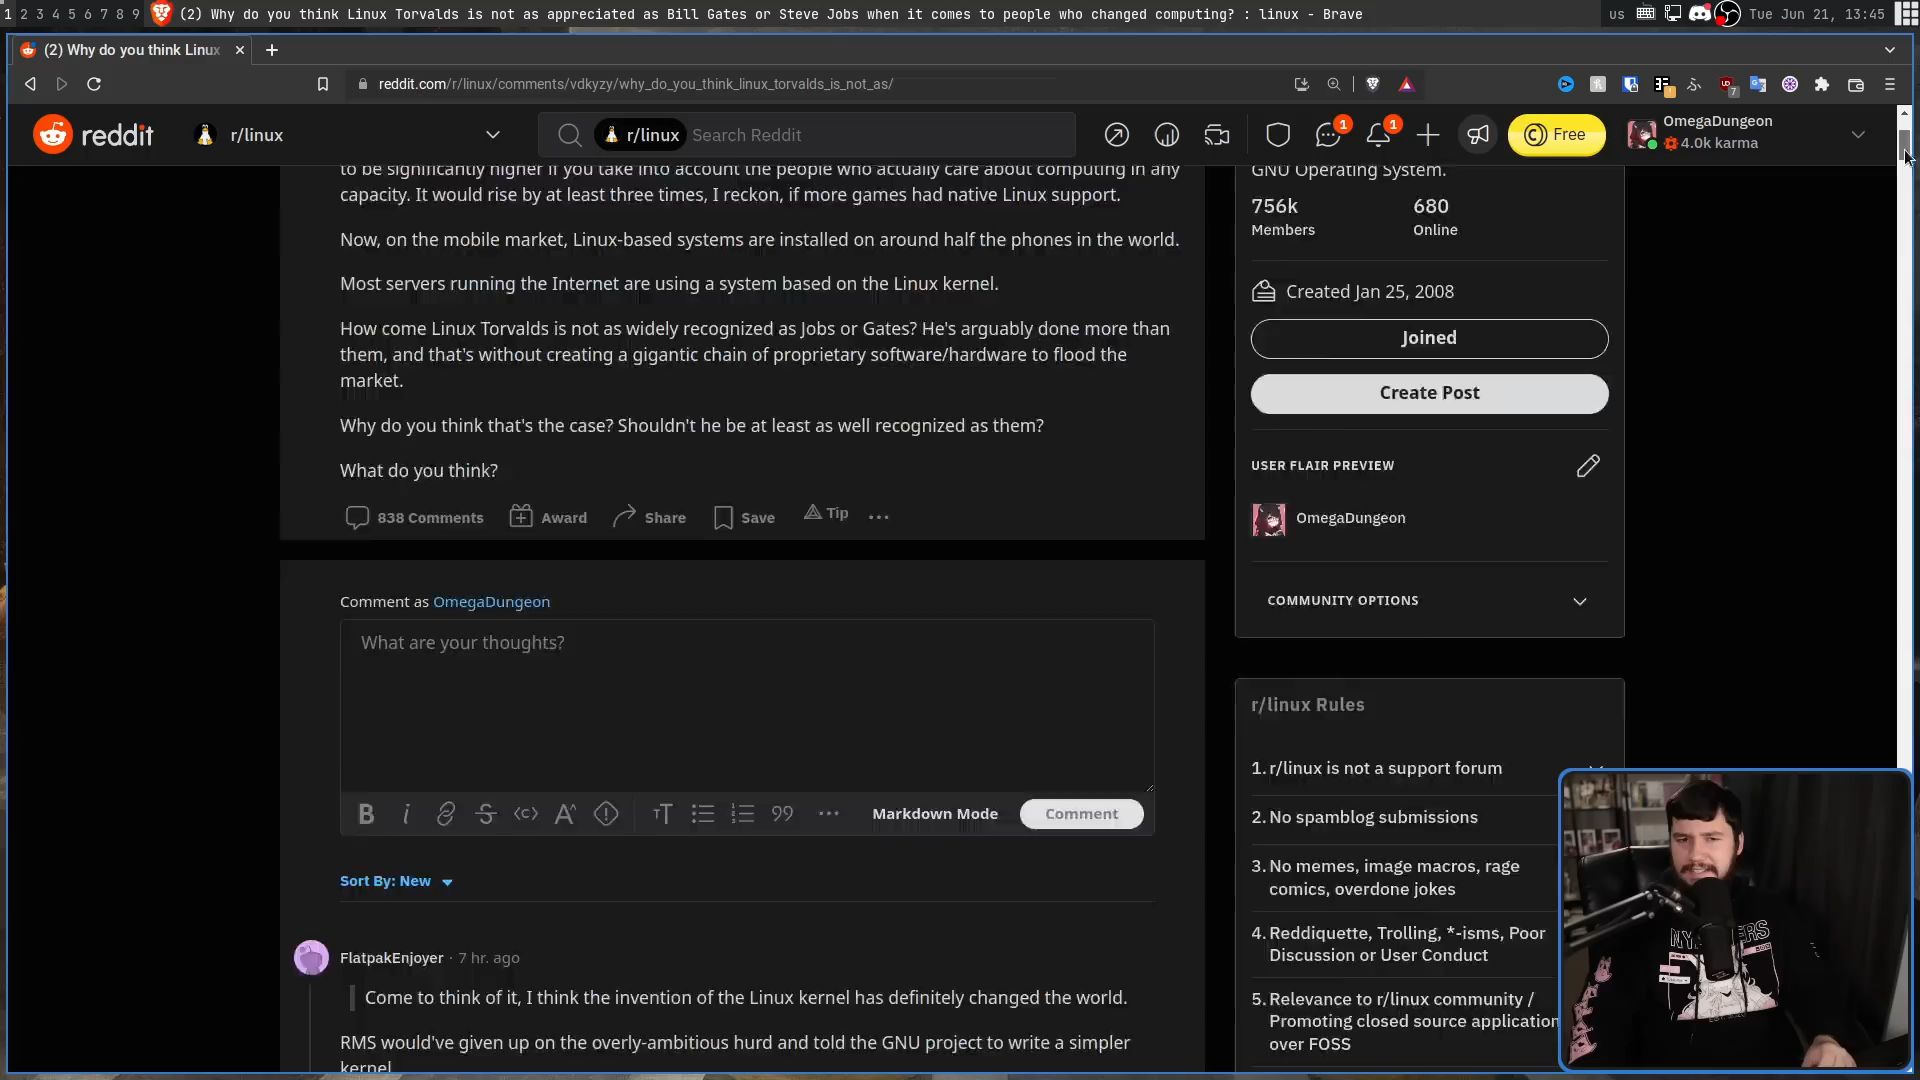 1 2 3 4 5 6 7 8 9 (2) Why do you think Linux Torvalds is not as appreciated as Bill Gates or Steve Jobs when it comes to people who changed computing? : linux - Brave
us Tue Jun 21, 13:45
(2) Why do you think Linux
reddit.com/r/linux/comments/vdkyzy/why_do_you_think_linux_torvalds_is_not_as/
7
reddit r/linux r/linux Search Reddit 1 1 Free OmegaDungeon
4.0k karma
to be significantly higher if you take into account the people who actually care about computing in any
capacity. It would rise by at least three times, I reckon, if more games had native Linux support.
Now, on the mobile market, Linux-based systems are installed on around half the phones in the world.
Most servers running the Internet are using a system based on the Linux kernel.
How come Linux Torvalds is not as widely recognized as Jobs or Gates? He's arguably done more than
them, and that's without creating a gigantic chain of proprietary software/hardware to flood the
market.
Why do you think that's the case? Shouldn't he be at least as well recognized as them?
What do you think?
838 Comments Award Share Save Tip
Comment as OmegaDungeon
What are your thoughts?
Markdown Mode Comment
Sort By: New
FlatpakEnjoyer · 7 hr. ago
Come to think of it, I think the invention of the Linux kernel has definitely changed the world.
RMS would've given up on the overly-ambitious hurd and told the GNU project to write a simpler
kernel
GNU Operating System.
756k 680
Members Online
Created Jan 25, 2008
Joined
Create Post
USER FLAIR PREVIEW
OmegaDungeon
COMMUNITY OPTIONS
r/linux Rules
1. r/linux is not a support forum
2. No spamblog submissions
3. No memes, image macros, rage
comics, overdone jokes
4. Reddiquette, Trolling, *-isms, Poor
Discussion or User Conduct
5. Relevance to r/linux community /
Promoting closed source application
over FOSS